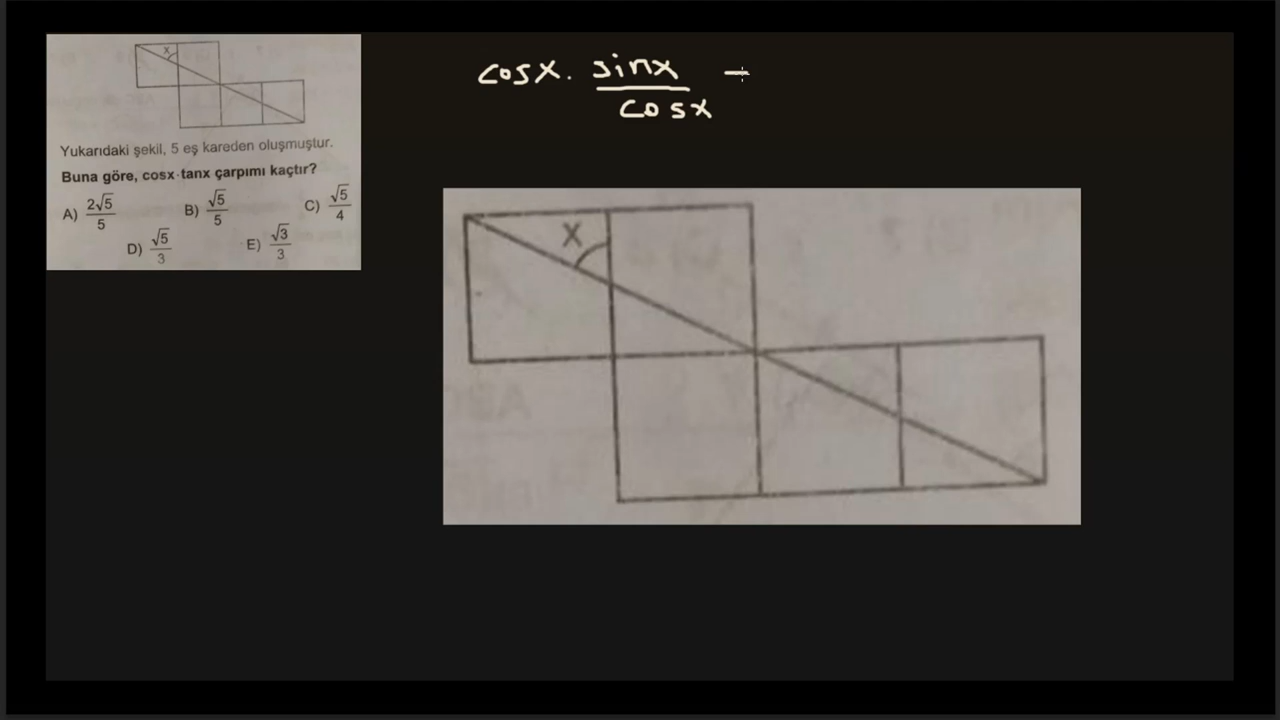 x
Yukarıdaki şekil, 5 eş kareden oluşmuştur.
Buna göre, cosx·tanx çarpımı kaçtır?
A) 2√5/5 B) √5/5 C) √5/4
D) √5/3 E) √3/3
cosx. sinx/cosx =
x